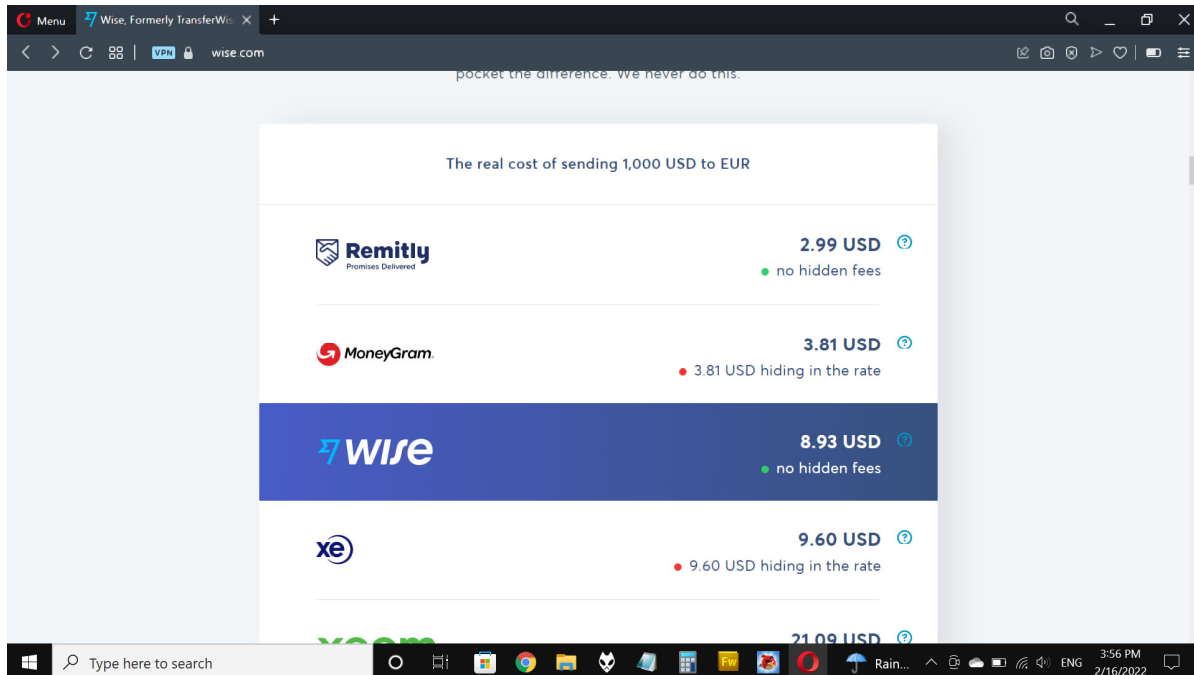 Menu
Wise, Formerly TransferWis
VPN
wise.com
pocket the difference. We never do this.
The real cost of sending 1,000 USD to EUR
Remitly
Promises Delivered
2.99 USD
no hidden fees
MoneyGram.
3.81 USD
3.81 USD hiding in the rate
wise
8.93 USD
no hidden fees
xe
9.60 USD
9.60 USD hiding in the rate
xoom
21.09 USD
Type here to search
Fw
Rain...
ENG
3:56 PM
2/16/2022